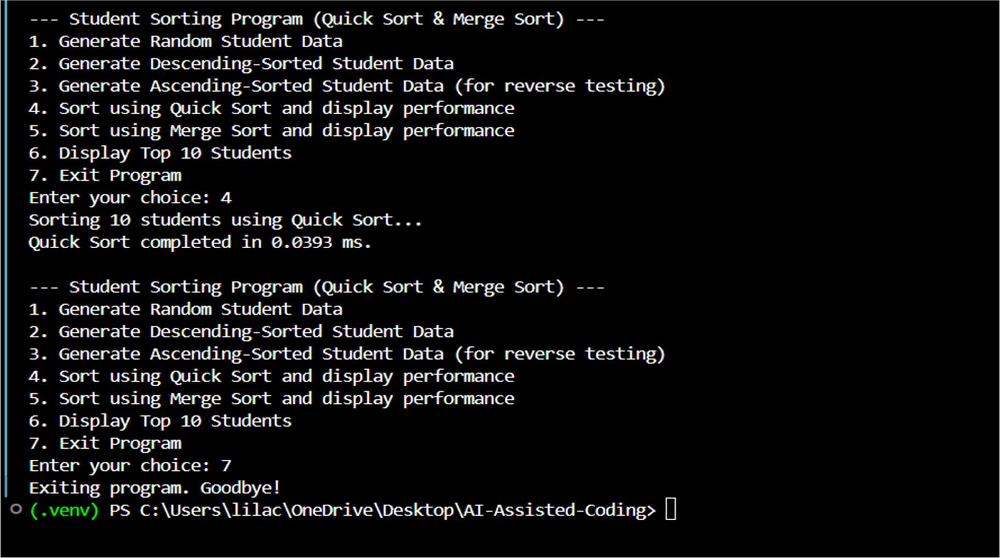 --- Student Sorting Program (Quick Sort & Merge Sort) ---
1. Generate Random Student Data
2. Generate Descending-Sorted Student Data
3. Generate Ascending-Sorted Student Data (for reverse testing)
4. Sort using Quick Sort and display performance
5. Sort using Merge Sort and display performance
6. Display Top 10 Students
7. Exit Program
Enter your choice: 4
Sorting 10 students using Quick Sort...
Quick Sort completed in 0.0393 ms.

--- Student Sorting Program (Quick Sort & Merge Sort) ---
1. Generate Random Student Data
2. Generate Descending-Sorted Student Data
3. Generate Ascending-Sorted Student Data (for reverse testing)
4. Sort using Quick Sort and display performance
5. Sort using Merge Sort and display performance
6. Display Top 10 Students
7. Exit Program
Enter your choice: 7
Exiting program. Goodbye!
(.venv) PS C:\Users\lilac\OneDrive\Desktop\AI-Assisted-Coding>